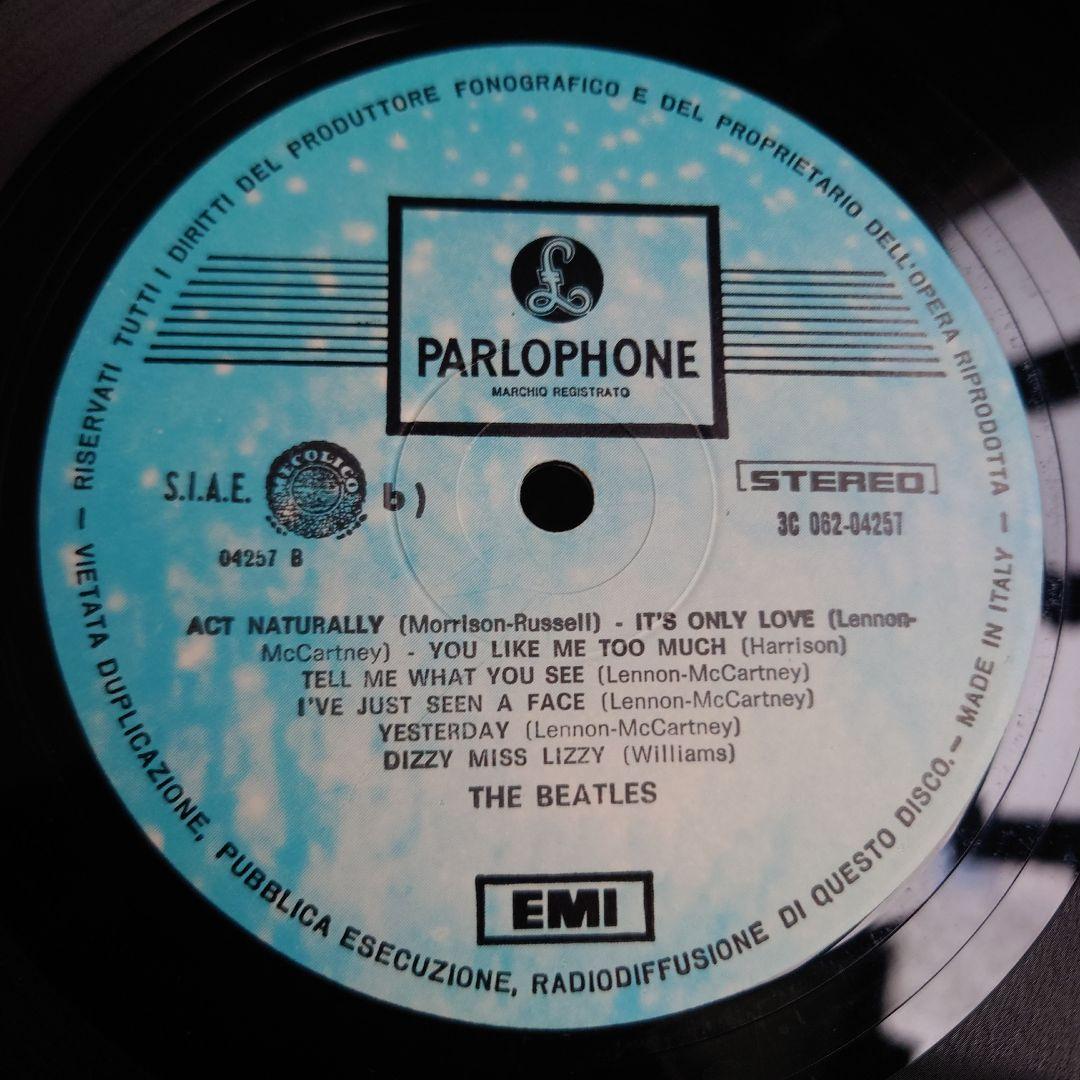 RISERVATI TUTTI I DIRITTI DEL PRODUTTORE FONOGRAFICO E DEL PROPRIETARIO DELL'OPERA RIPRODOTTA — MADE IN ITALY —
£
PARLOPHONE
MARCHIO REGISTRATO
S.I.A.E.
ECOLICO
b)
04257 B
STEREO
3C 062-04257
ACT NATURALLY (Morrison-Russell) - IT'S ONLY LOVE (Lennon-
McCartney) - YOU LIKE ME TOO MUCH (Harrison)
TELL ME WHAT YOU SEE (Lennon-McCartney)
I'VE JUST SEEN A FACE (Lennon-McCartney)
YESTERDAY (Lennon-McCartney)
DIZZY MISS LIZZY (Williams)
THE BEATLES
EMI
— VIETATA DUPLICAZIONE, PUBBLICA ESECUZIONE, RADIODIFFUSIONE DI QUESTO DISCO.